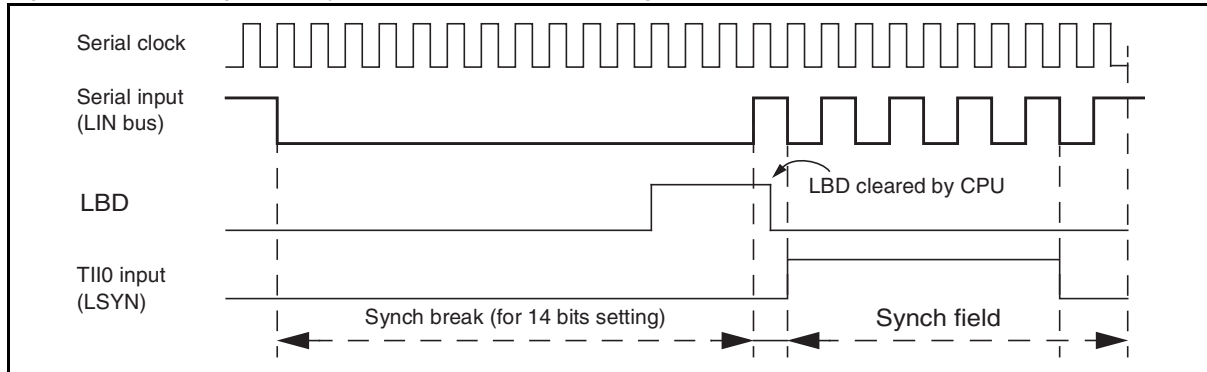 Serial clock
Serial input
(LIN bus)
LBD cleared by CPU
LBD
TII0 input
(LSYN)
Synch break (for 14 bits setting)
Synch field